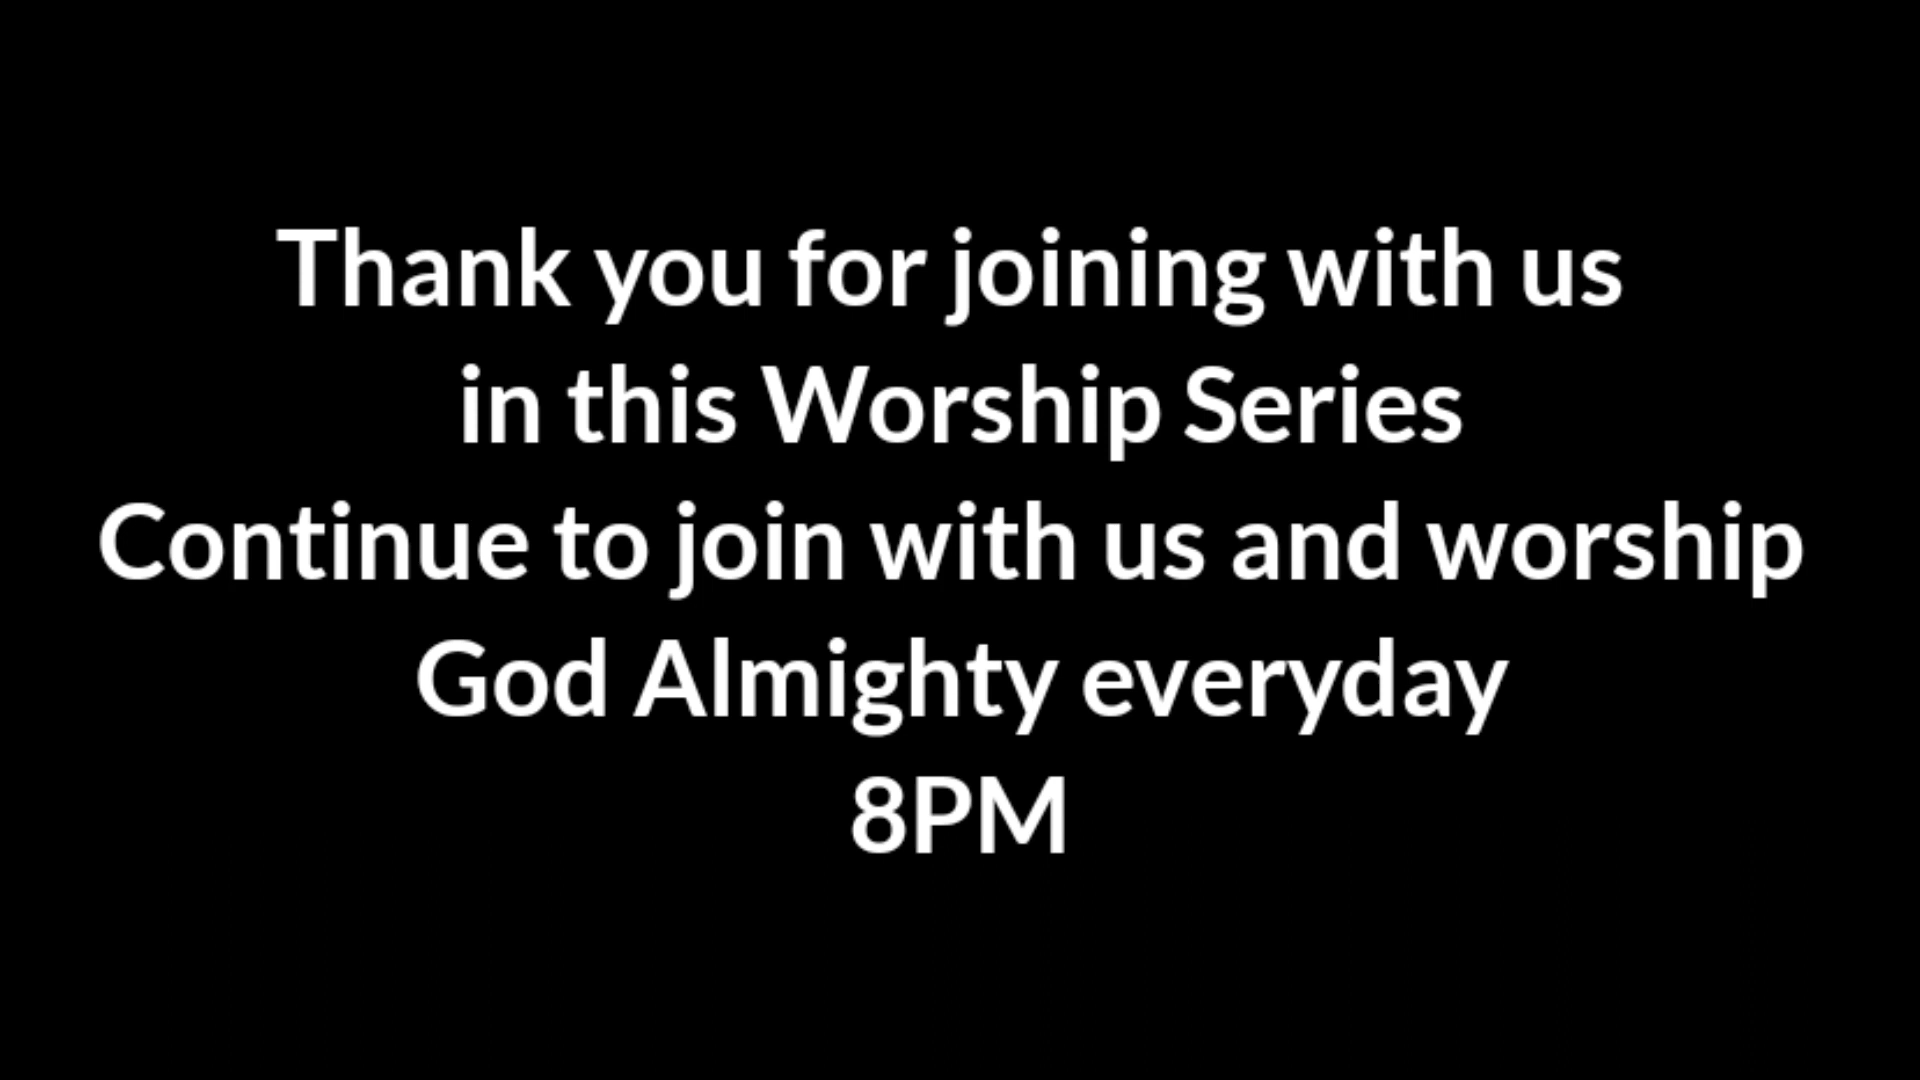 Thank you for joining with us
in this Worship Series
Continue to join with us and worship
God Almighty everyday
8PM